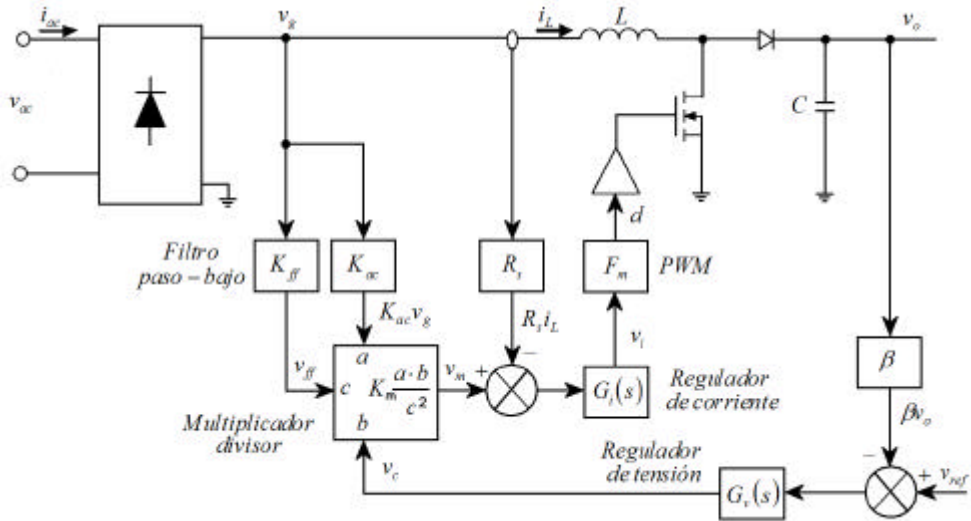 i_ac
v_g
i_L
L
v_o
v_ac
C
d
Filtro
paso-bajo
K_ff
K_ac
R_s
F_m
PWM
K_ac v_g
R_s i_L
v_i
β
v_ff
a
c K_m a·b/c²
b
v_m + −
G_i(s)
Regulador
de corriente
Multiplicador
divisor
βv_o
Regulador
de tensión
v_c
G_v(s)
− +
v_ref